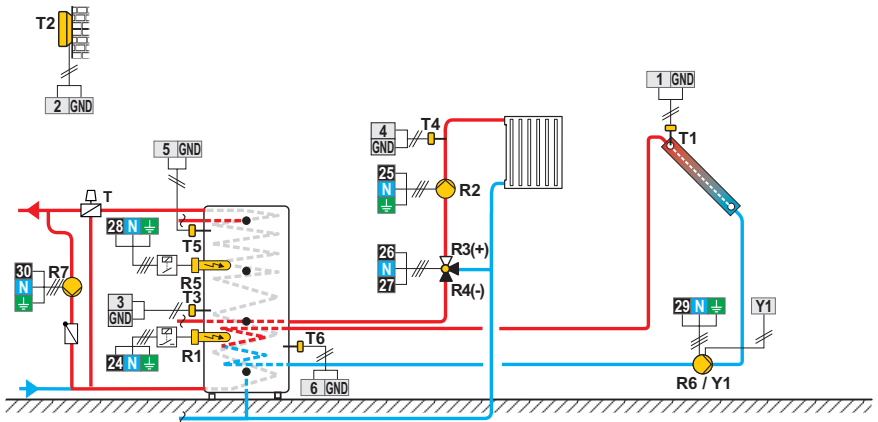 T2
2 GND
1 GND
T1
4
GND
T4
5 GND
25
N
R2
T
28 N
T5
R3(+)
26
N
27
R4(-)
30
N
R7
R5
T3
3
GND
29 N
Y1
T6
R1
24 N
6 GND
R6 / Y1